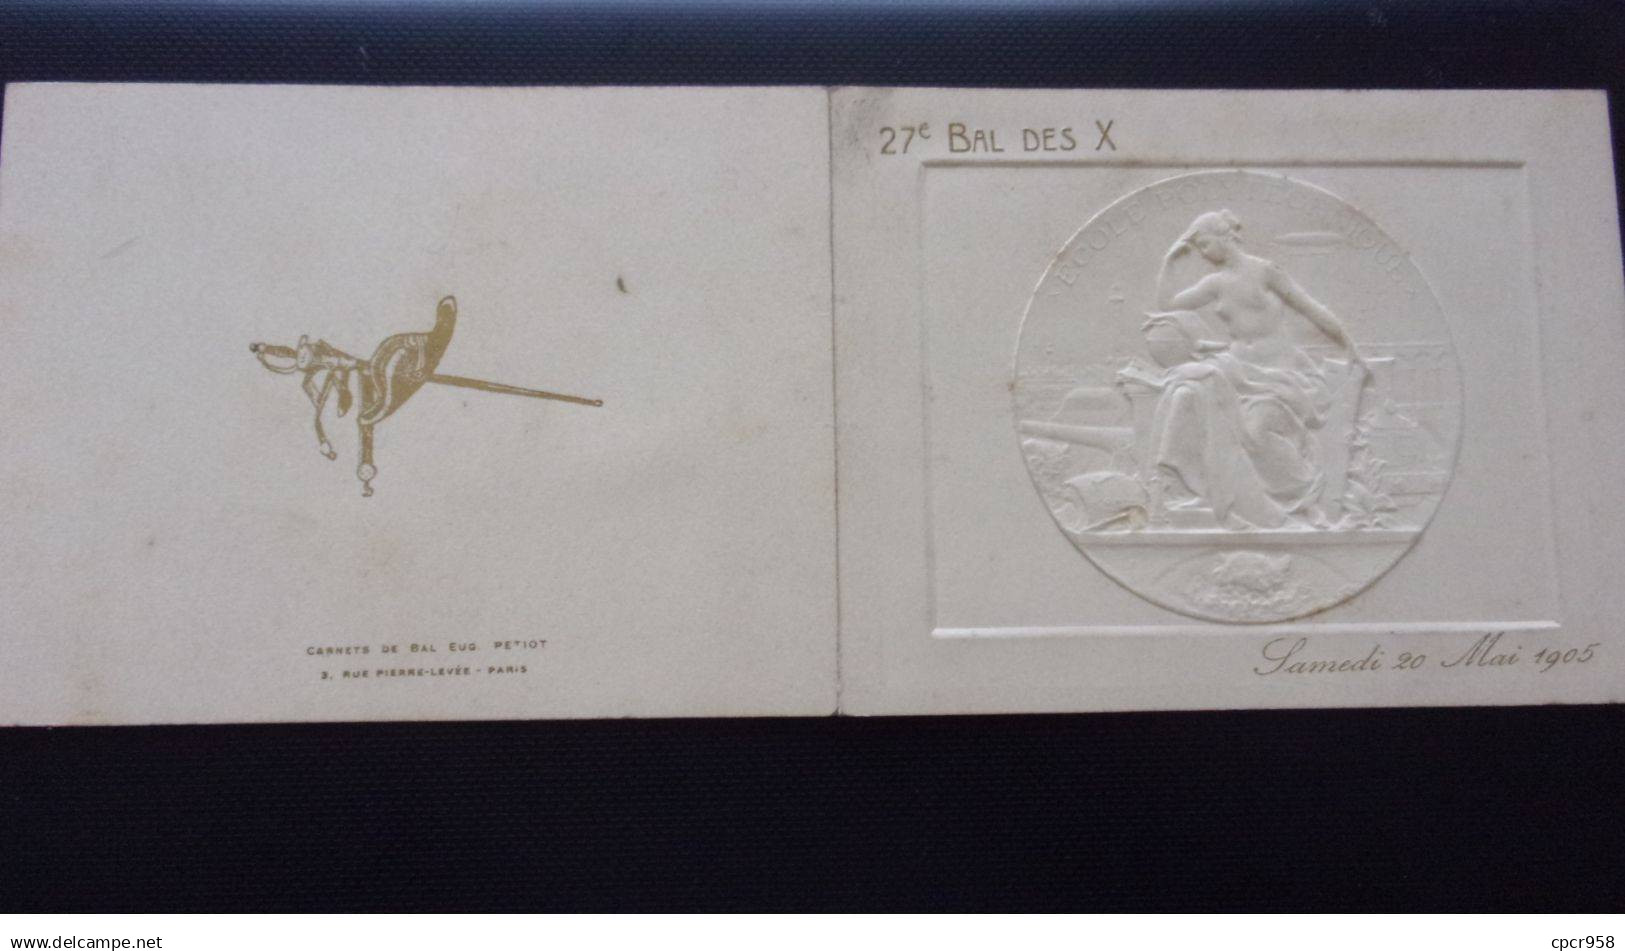 27e BAL DES X
ÉCOLE POLYTECHNIQUE
Samedi 20 Mai 1905
CARNETS DE BAL EUG. PETIOT
3, RUE PIERRE-LEVÉE - PARIS
www.delcampe.net
cpcr958